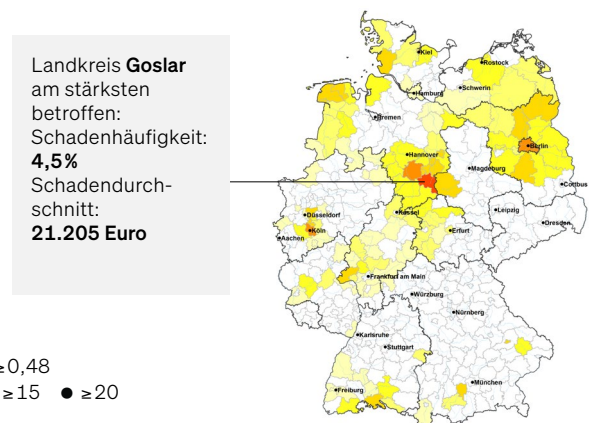 Landkreis Goslar
am stärksten
betroffen:
Schadenhäufigkeit:
4,5%
Schadendurch-
schnitt:
21.205 Euro
Kiel
Rostock
Schwerin
Hamburg
Bremen
Hannover
Berlin
Magdeburg
Cottbus
Düsseldorf
Kassel
Leipzig
Dresden
Köln
Erfurt
Aachen
Frankfurt am Main
Würzburg
Nürnberg
Karlsruhe
Stuttgart
München
Freiburg
≥0,48
≥15 ● ≥20